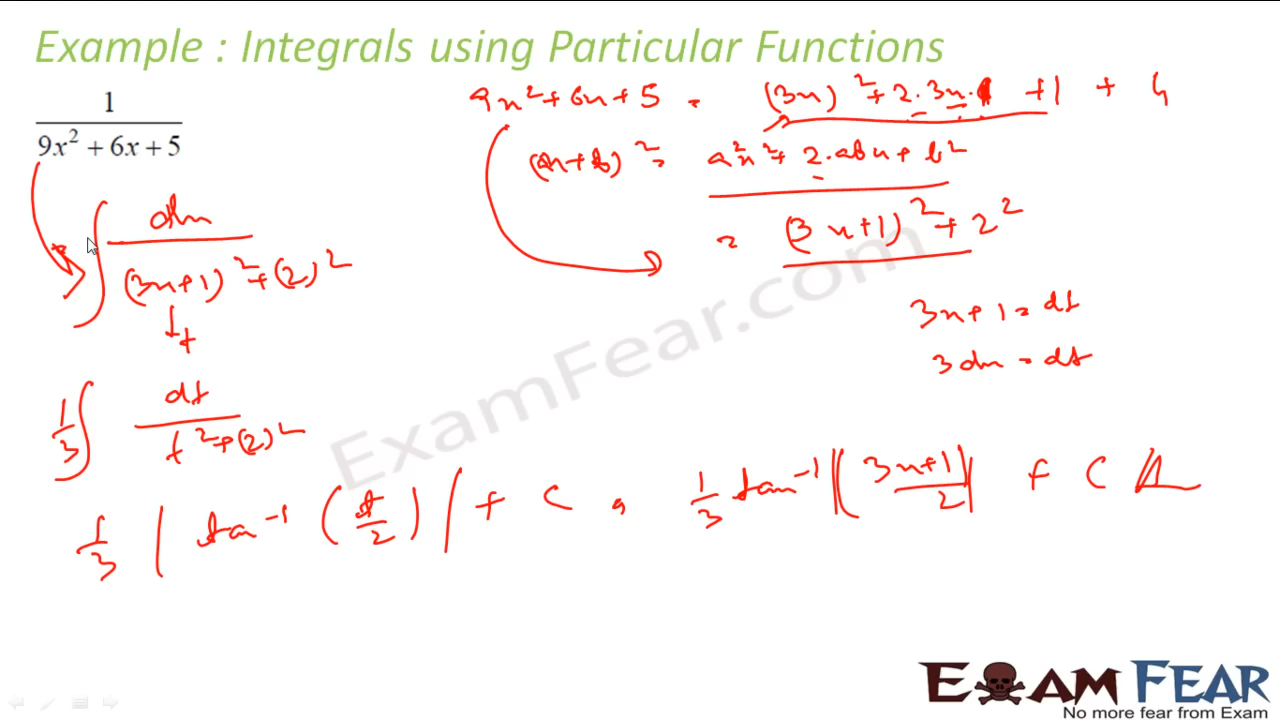 Example : Integrals using Particular Functions
1
9x² + 6x + 5
9x² + 6x + 5 = (3x)² + 2·3x·1 + 1 + 4
(ax+b)² = a²x² + 2·abx + b²
= (3x+1)² + 2²
∫ dx / (3x+1)² + (2)²
t
3x+1 = dt
3dx = dt
1/3 ∫ dt / t² + (2)²
1/3 | tan⁻¹ (t/2) | + C = 1/3 tan⁻¹ |(3x+1 / 2)| + C
ExamFear.com
EXAM FEAR
No more fear from Exam